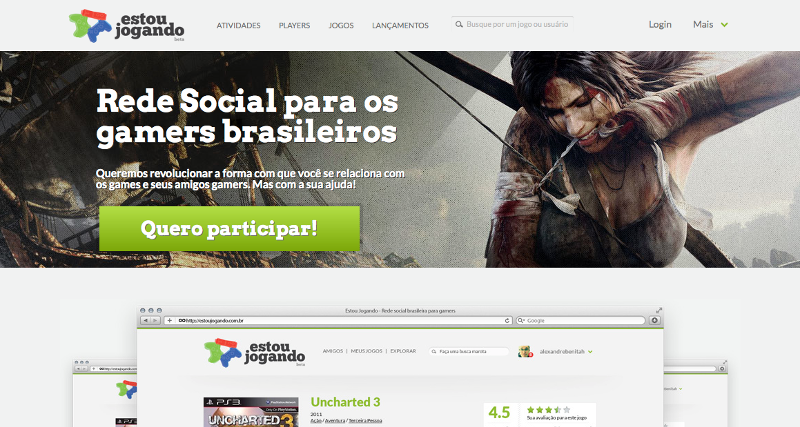 estou
jogando
beta
ATIVIDADES PLAYERS JOGOS LANÇAMENTOS
Busque por um jogo ou usuário
Login Mais
Rede Social para os
gamers brasileiros
Queremos revolucionar a forma com que você se relaciona com
os games e seus amigos gamers. Mas com a sua ajuda!
Quero participar!
Estou Jogando - Rede social brasileira para gamers
http://estoujogando.com.br
Google
estou
jogando
beta
AMIGOS | MEUS JOGOS | EXPLORAR
Faça uma busca marota
PS3
UNCHARTED 3
Uncharted 3
2011
Ação / Aventura / Terceira Pessoa
4.5
Sua avaliação para este jogo